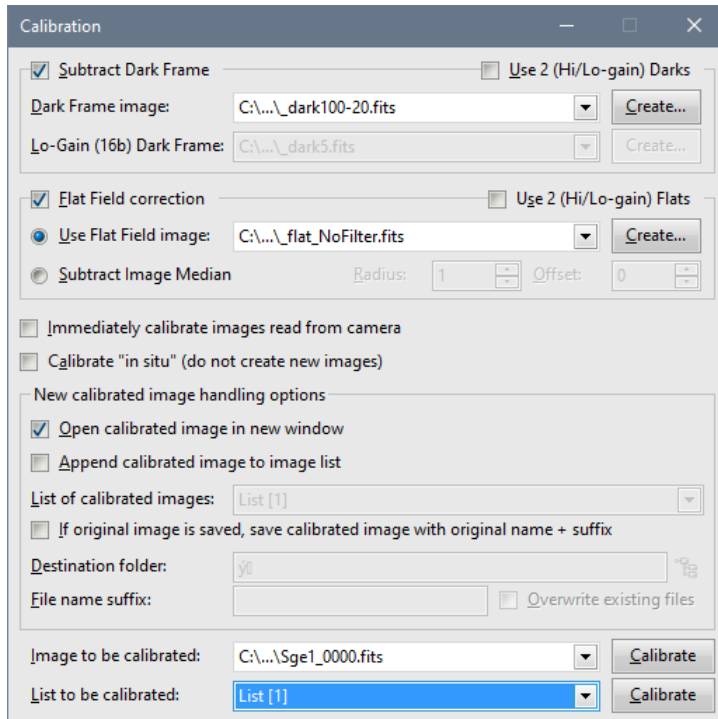 Calibration
Subtract Dark Frame Use 2 (Hi/Lo-gain) Darks
Dark Frame image: C:\...\_dark100-20.fits Create...
Lo-Gain (16b) Dark Frame: C:\...\_dark5.fits Create...
Flat Field correction Use 2 (Hi/Lo-gain) Flats
Use Flat Field image: C:\...\_flat_NoFilter.fits Create...
Subtract Image Median Radius: 1 Offset: 0
Immediately calibrate images read from camera
Calibrate "in situ" (do not create new images)
New calibrated image handling options
Open calibrated image in new window
Append calibrated image to image list
List of calibrated images: List [1]
If original image is saved, save calibrated image with original name + suffix
Destination folder:
File name suffix: Overwrite existing files
Image to be calibrated: C:\...\Sge1_0000.fits Calibrate
List to be calibrated: List [1] Calibrate